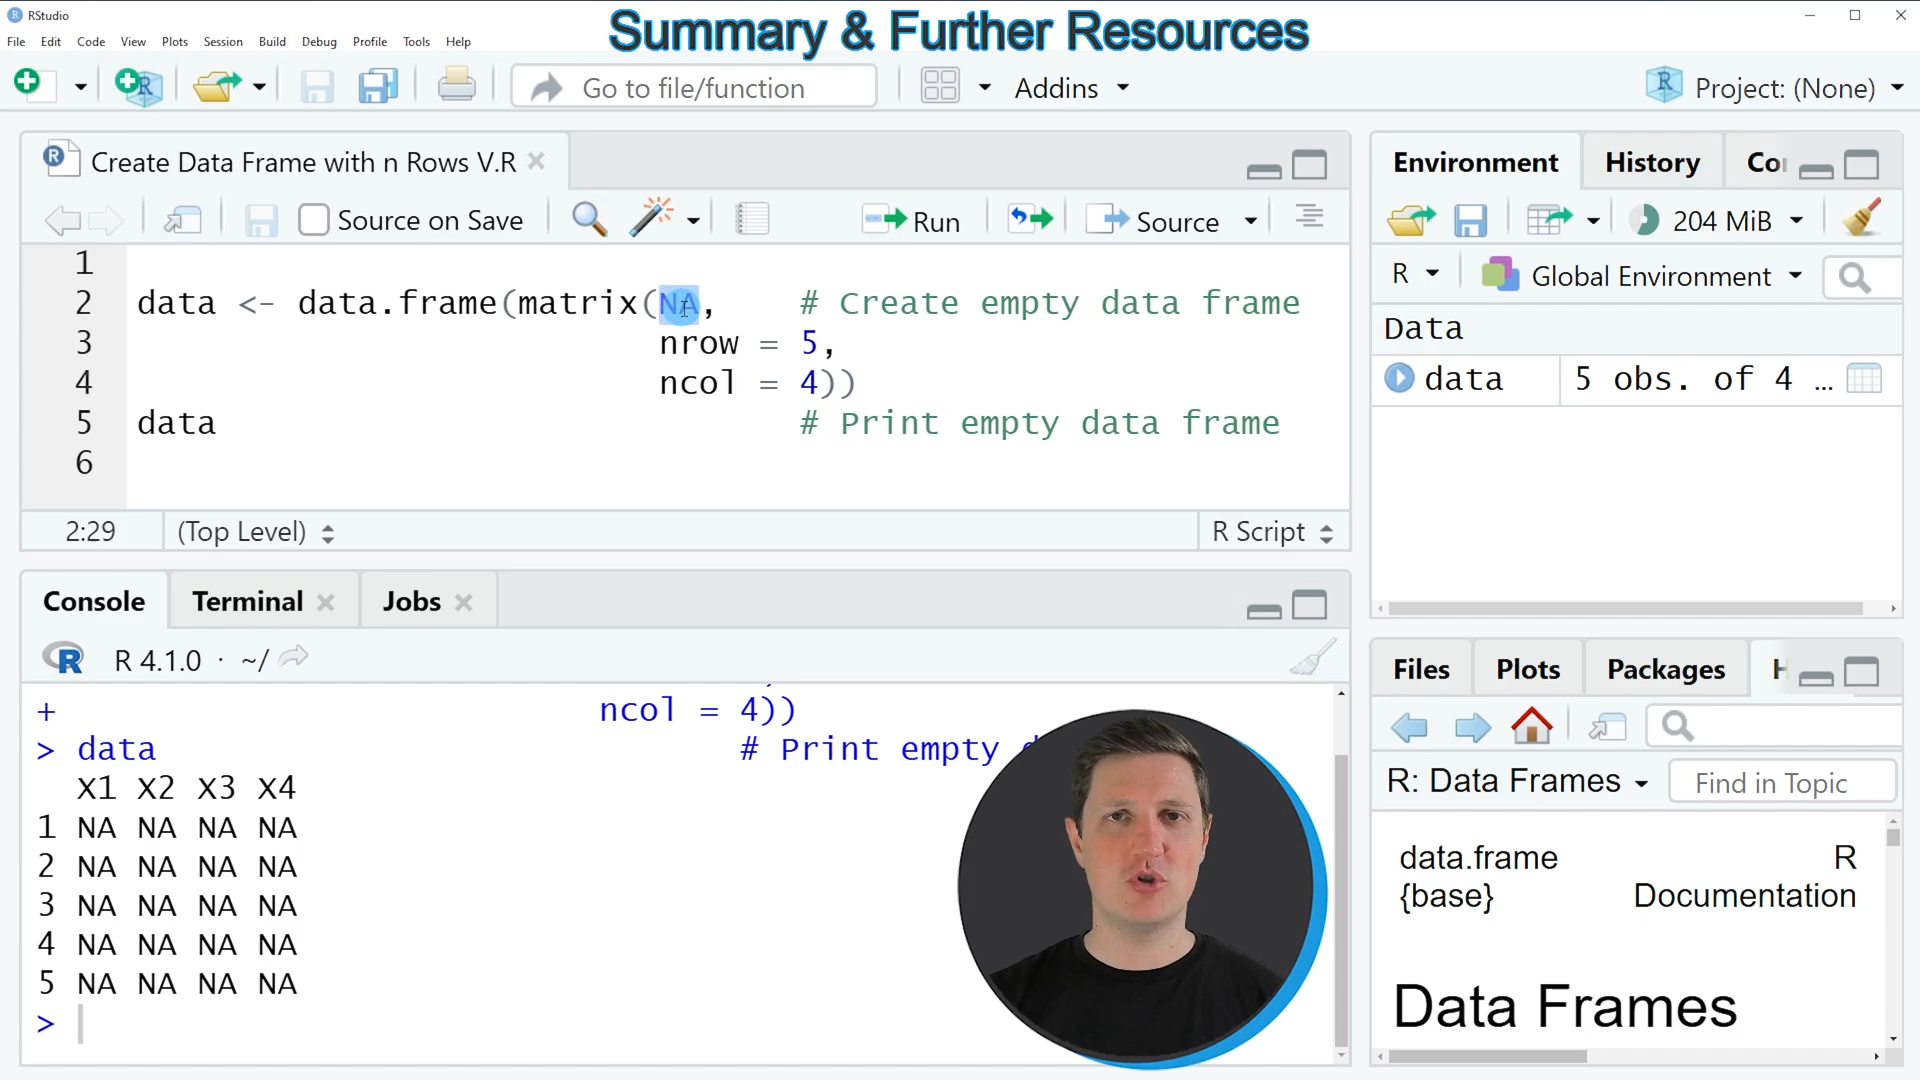 RStudio
Summary & Further Resources
File Edit Code View Plots Session Build Debug Profile Tools Help
Go to file/function
Addins
Project: (None)
Create Data Frame with n Rows V.R
Source on Save
Run
Source
1
2 data <- data.frame(matrix(NA, # Create empty data frame
3 nrow = 5,
4 ncol = 4))
5 data # Print empty data frame
6
2:29 (Top Level) R Script
Console Terminal Jobs
R 4.1.0 · ~/
+ ncol = 4))
> data # Print empty
X1 X2 X3 X4
1 NA NA NA NA
2 NA NA NA NA
3 NA NA NA NA
4 NA NA NA NA
5 NA NA NA NA
>
Environment History
204 MiB
R Global Environment
Data
data 5 obs. of 4 ...
Files Plots Packages
R: Data Frames Find in Topic
data.frame R
{base} Documentation
Data Frames